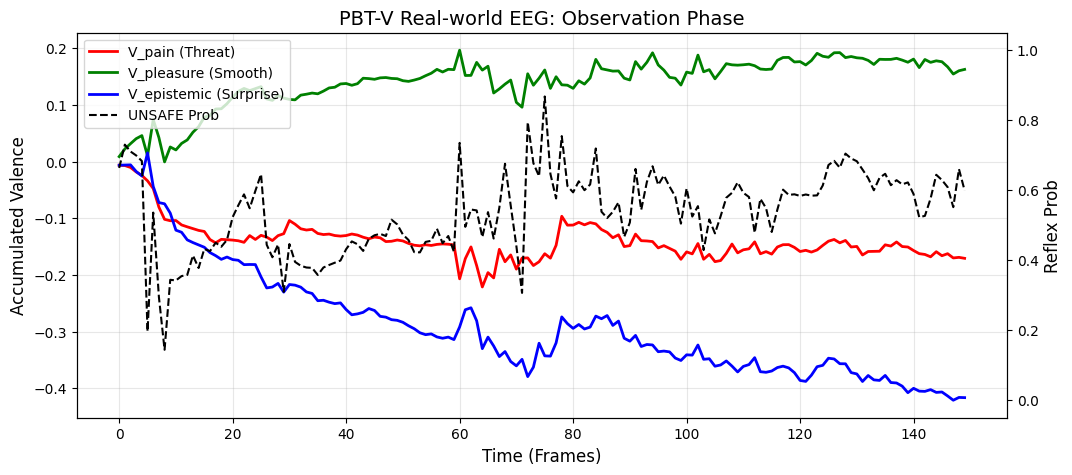 PBT-V Real-world EEG: Observation Phase
V_pain (Threat)
V_pleasure (Smooth)
V_epistemic (Surprise)
UNSAFE Prob
Accumulated Valence
0.2
0.1
0.0
−0.1
−0.2
−0.3
−0.4
1.0
0.8
0.6
0.4
0.2
0.0
Reflex Prob
0 20 40 60 80 100 120 140
Time (Frames)